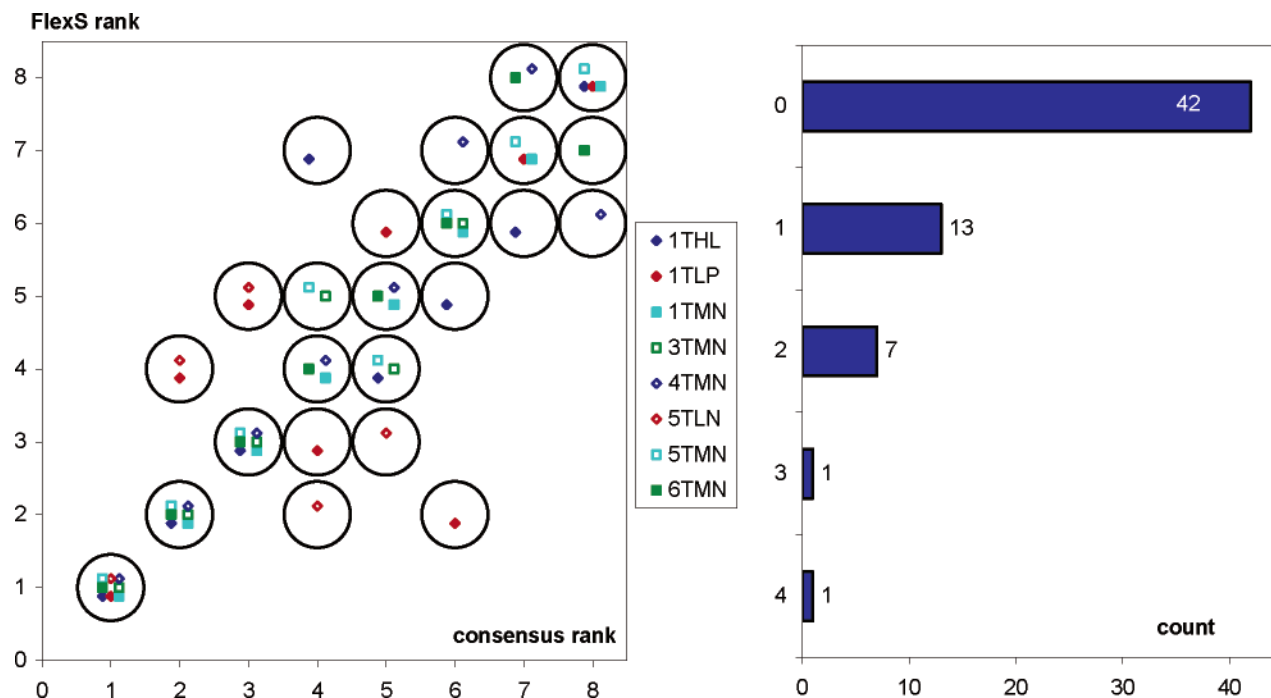 FlexS rank
8
7
6
5
4
3
2
1
0
consensus rank
0 1 2 3 4 5 6 7 8
1THL
1TLP
1TMN
3TMN
4TMN
5TLN
5TMN
6TMN
0 42
1 13
2 7
3 1
4 1
count
0 10 20 30 40